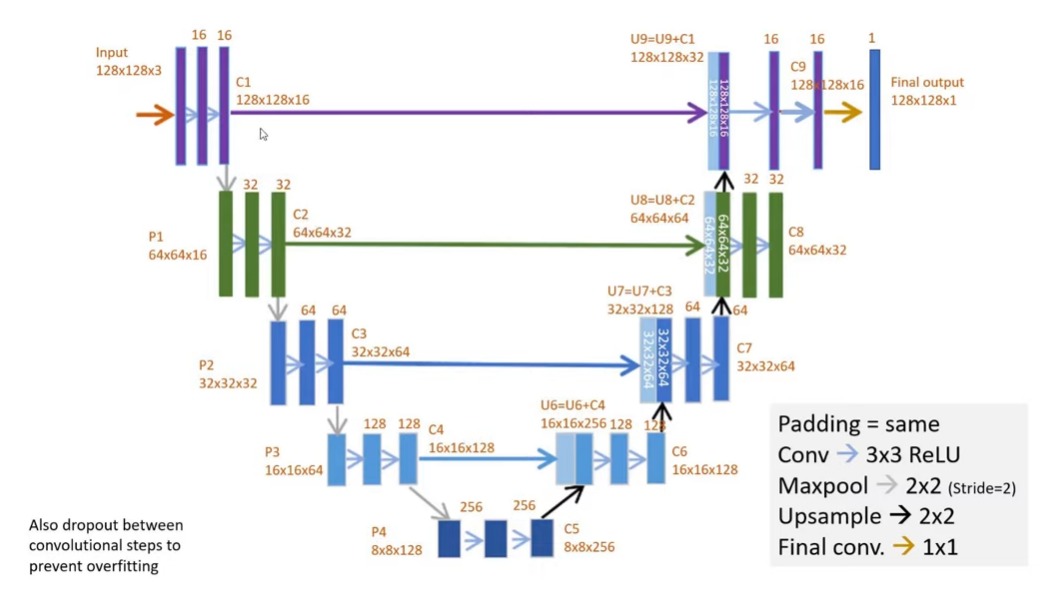 Input
128x128x3
16 16
C1
128x128x16
U9=U9+C1
128x128x32
128x128x16
128x128x16
16
16
C9
128x128x16
1
Final output
128x128x1
P1
64x64x16
32
32
C2
64x64x32
U8=U8+C2
64x64x64
64x64x32
64x64x32
32 32
C8
64x64x32
P2
32x32x32
64
64
C3
32x32x64
U7=U7+C3
32x32x128
32x32x64
32x32x64
64
64
C7
32x32x64
P3
16x16x64
128
128
C4
16x16x128
U6=U6+C4
16x16x256
128
128
C6
16x16x128
P4
8x8x128
256
256
C5
8x8x256
Also dropout between
convolutional steps to
prevent overfitting
Padding = same
Conv → 3x3 ReLU
Maxpool → 2x2 (Stride=2)
Upsample → 2x2
Final conv. → 1x1